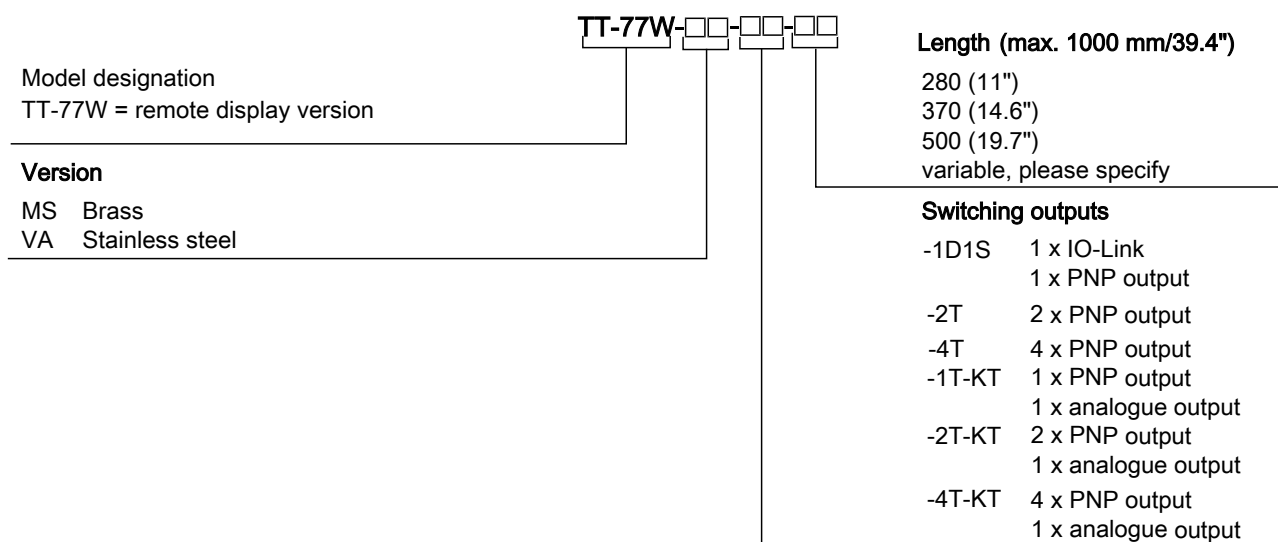 TT-77W-□□-□□-□□
Model designation
TT-77W = remote display version
Version
MS Brass
VA Stainless steel
Length (max. 1000 mm/39.4")
280 (11")
370 (14.6")
500 (19.7")
variable, please specify
Switching outputs
-1D1S 1 x IO-Link
1 x PNP output
-2T 2 x PNP output
-4T 4 x PNP output
-1T-KT 1 x PNP output
1 x analogue output
-2T-KT 2 x PNP output
1 x analogue output
-4T-KT 4 x PNP output
1 x analogue output